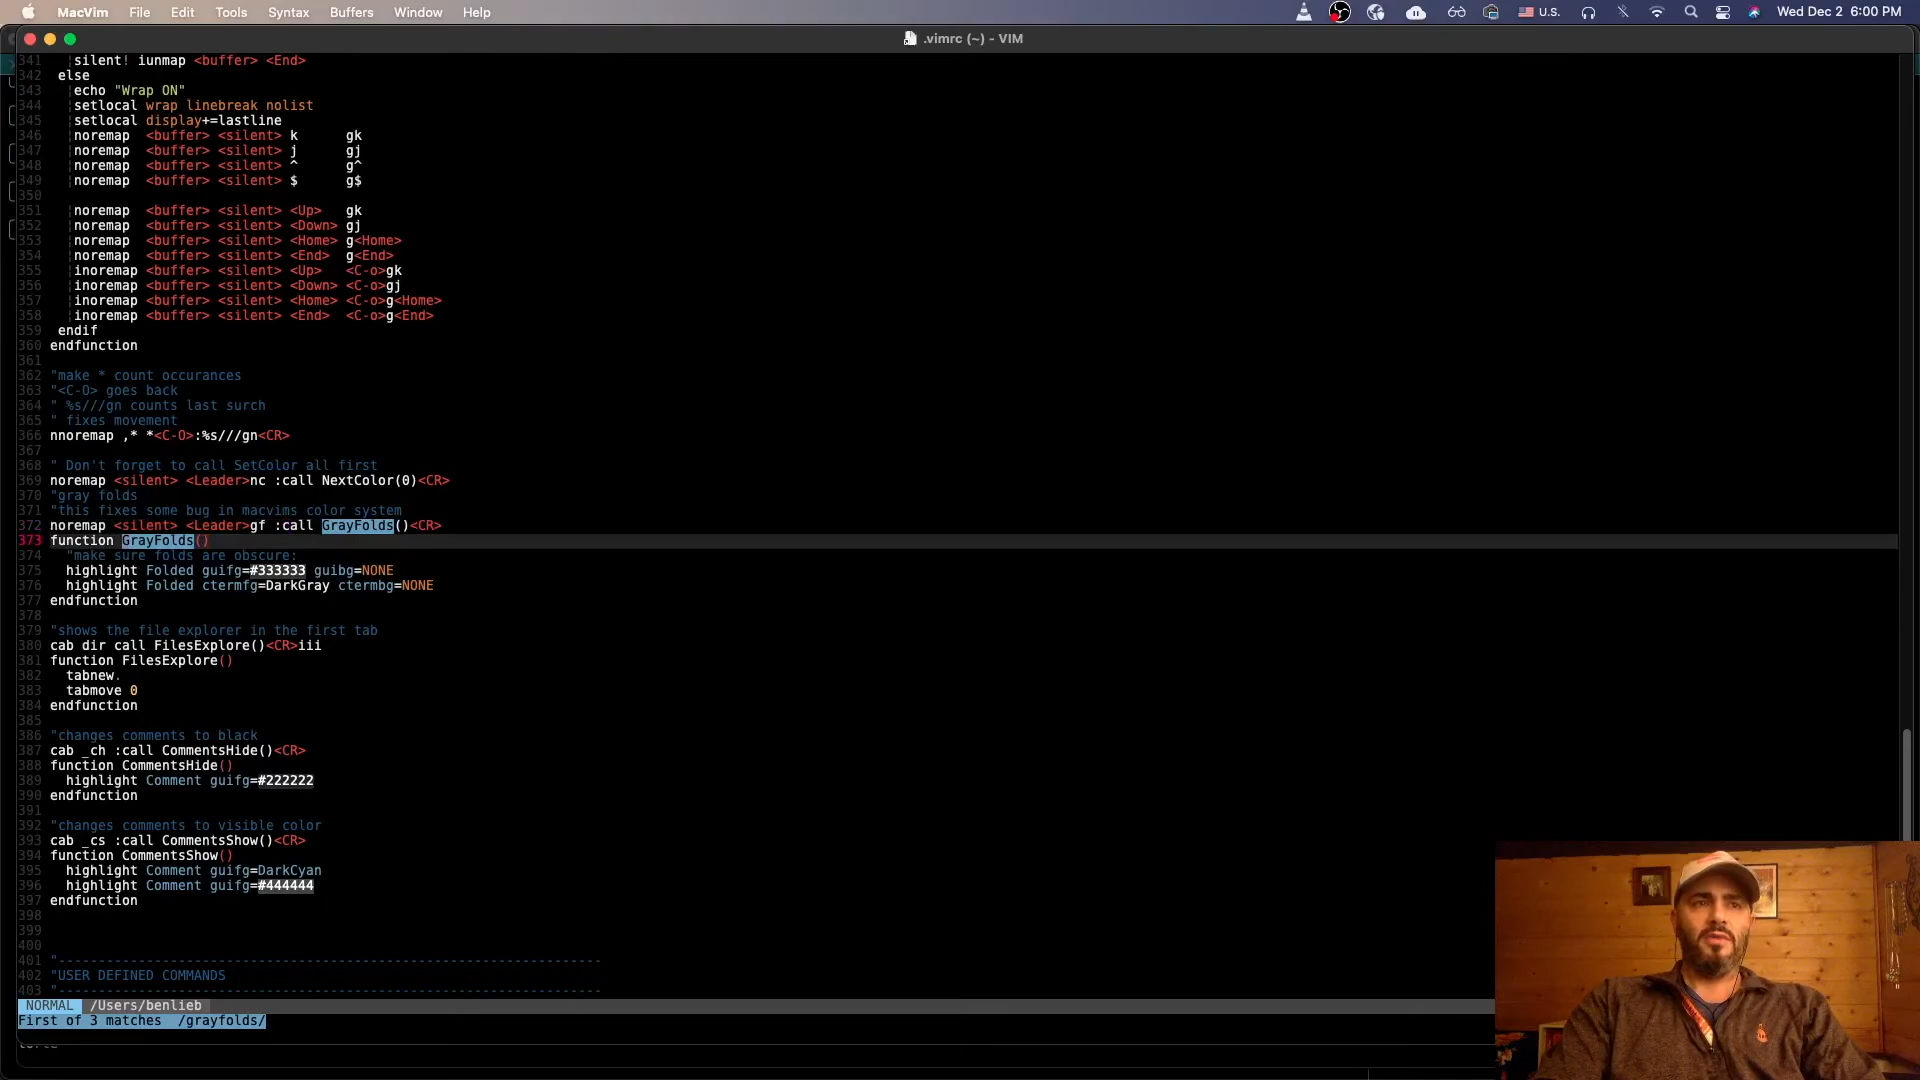 MacVim File Edit Tools Syntax Buffers Window Help U.S. Wed Dec 2 6:00 PM
.vimrc (~) - VIM
341 silent! iunmap <buffer> <End>
342 else
343 echo "Wrap ON"
344 setlocal wrap linebreak nolist
345 setlocal display+=lastline
346 noremap <buffer> <silent> k gk
347 noremap <buffer> <silent> j gj
348 noremap <buffer> <silent> ^ g^
349 noremap <buffer> <silent> $ g$
350
351 noremap <buffer> <silent> <Up> gk
352 noremap <buffer> <silent> <Down> gj
353 noremap <buffer> <silent> <Home> g<Home>
354 noremap <buffer> <silent> <End> g<End>
355 inoremap <buffer> <silent> <Up> <C-o>gk
356 inoremap <buffer> <silent> <Down> <C-o>gj
357 inoremap <buffer> <silent> <Home> <C-o>g<Home>
358 inoremap <buffer> <silent> <End> <C-o>g<End>
359 endif
360 endfunction
361
362 "make * count occurances
363 "<C-O> goes back
364 " %s///gn counts last surch
365 " fixes movement
366 nnoremap ,* *<C-O>:%s///gn<CR>
367
368 " Don't forget to call SetColor all first
369 noremap <silent> <Leader>nc :call NextColor(0)<CR>
370 "gray folds
371 "this fixes some bug in macvims color system
372 noremap <silent> <Leader>gf :call GrayFolds()<CR>
373 function GrayFolds()
374 "make sure folds are obscure:
375 highlight Folded guifg=#333333 guibg=NONE
376 highlight Folded ctermfg=DarkGray ctermbg=NONE
377 endfunction
378
379 "shows the file explorer in the first tab
380 cab dir call FilesExplore()<CR>iii
381 function FilesExplore()
382 tabnew.
383 tabmove 0
384 endfunction
385
386 "changes comments to black
387 cab _ch :call CommentsHide()<CR>
388 function CommentsHide()
389 highlight Comment guifg=#222222
390 endfunction
391
392 "changes comments to visible color
393 cab _cs :call CommentsShow()<CR>
394 function CommentsShow()
395 highlight Comment guifg=DarkCyan
396 highlight Comment guifg=#444444
397 endfunction
398
399
400
401 "--------------------------------------------------------------------
402 "USER DEFINED COMMANDS
403 "--------------------------------------------------------------------
NORMAL /Users/benlieb
First of 3 matches /grayfolds/